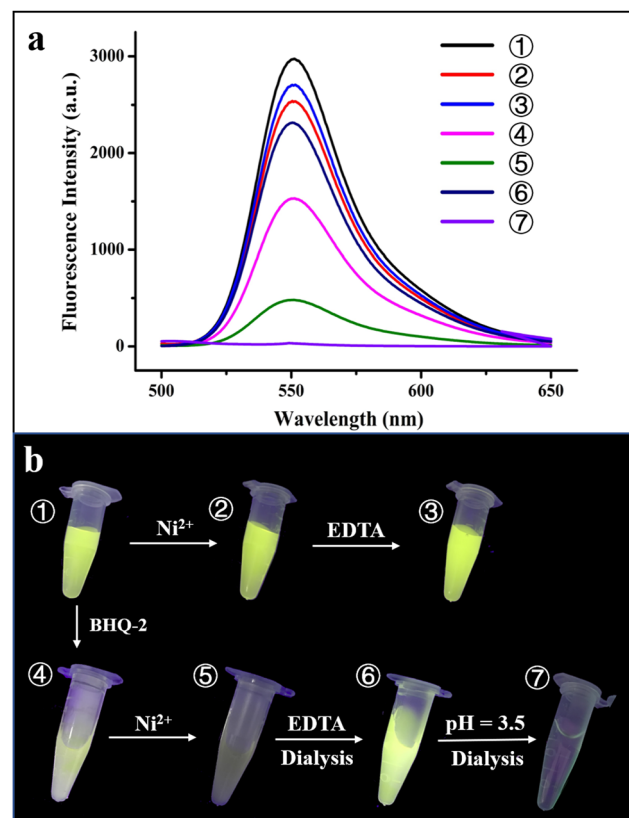 a
Fluorescence Intensity (a.u.)
3000
2000
1000
0
①
②
③
④
⑤
⑥
⑦
500
550
600
650
Wavelength (nm)
b
①
Ni²⁺
②
EDTA
③
BHQ-2
④
Ni²⁺
⑤
EDTA
Dialysis
⑥
pH = 3.5
Dialysis
⑦